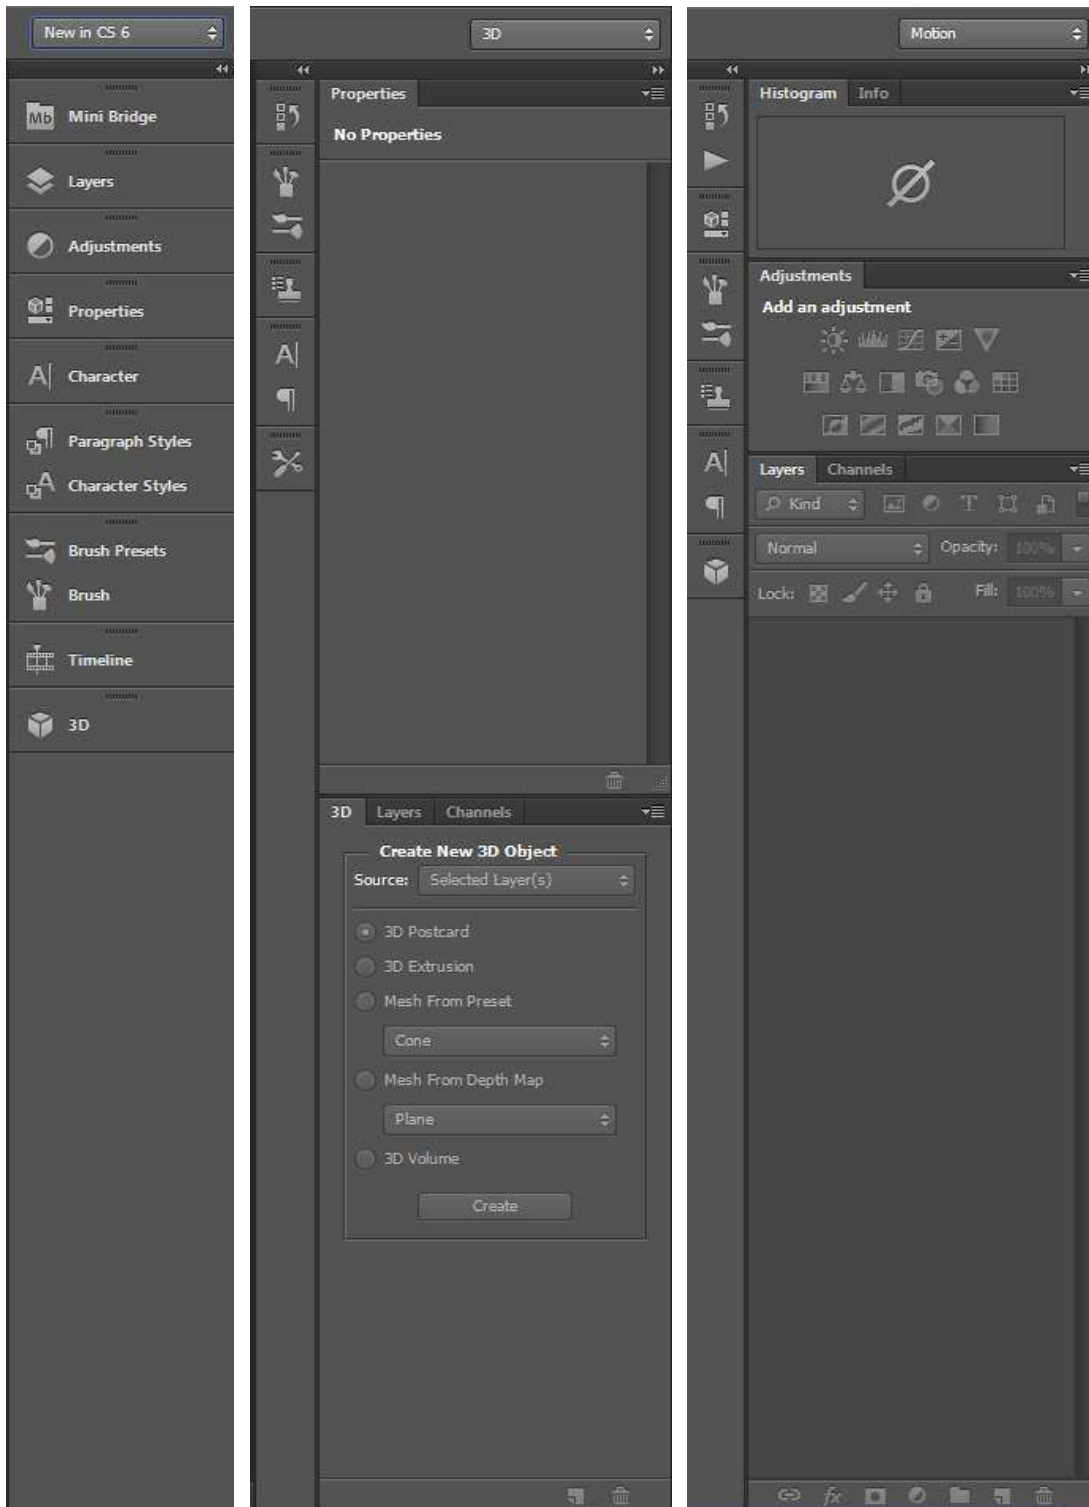 New in CS 6
Mb Mini Bridge
Layers
Adjustments
Properties
A Character
Paragraph Styles
A Character Styles
Brush Presets
Brush
Timeline
3D
3D
Properties
No Properties
A
3D Layers Channels
Create New 3D Object
Source: Selected Layer(s)
3D Postcard
3D Extrusion
Mesh From Preset
Cone
Mesh From Depth Map
Plane
3D Volume
Create
Motion
Histogram Info
Adjustments
Add an adjustment
A
Layers Channels
Kind T
Normal Opacity: 100%
Lock: Fill: 100%
fx